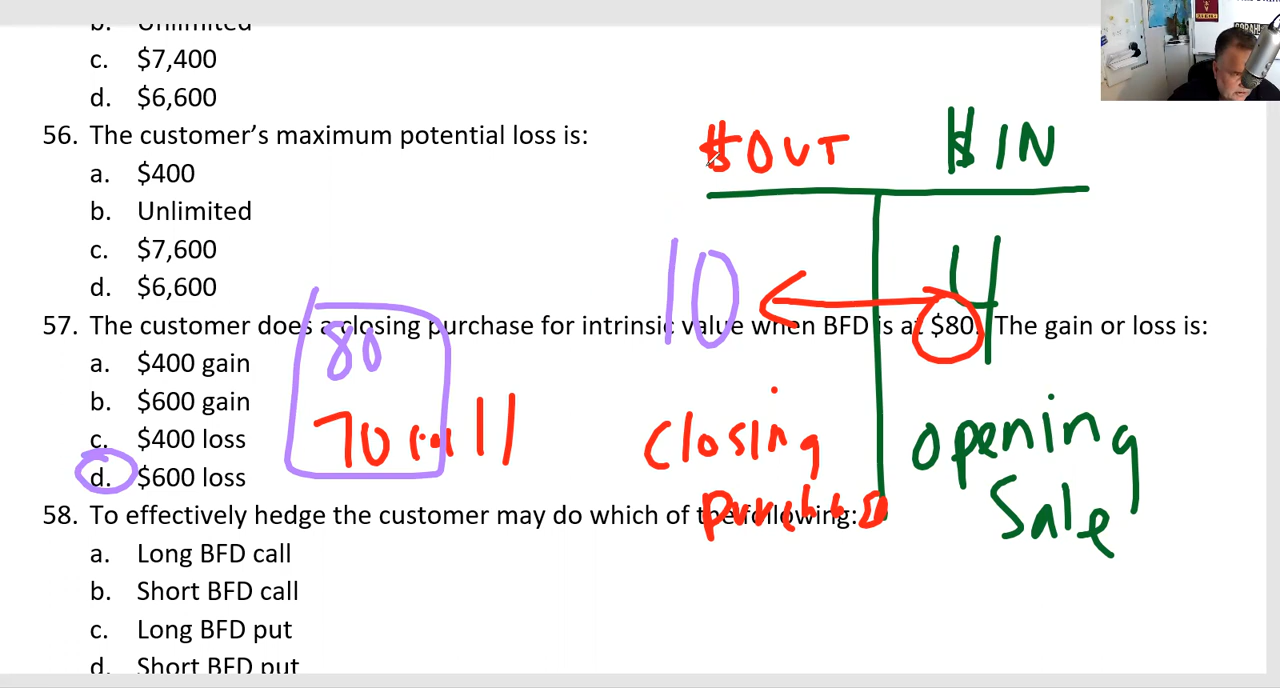 b. Unlimited
c. $7,400
d. $6,600
56. The customer's maximum potential loss is:
a. $400
b. Unlimited
c. $7,600
d. $6,600
57. The customer does a closing purchase for intrinsic value when BFD is at $80. The gain or loss is:
a. $400 gain
b. $600 gain
c. $400 loss
d. $600 loss
58. To effectively hedge the customer may do which of the following:
a. Long BFD call
b. Short BFD call
c. Long BFD put
d. Short BFD put
$OUT
$IN
10
4
80
70 call
closing
opening
Sale